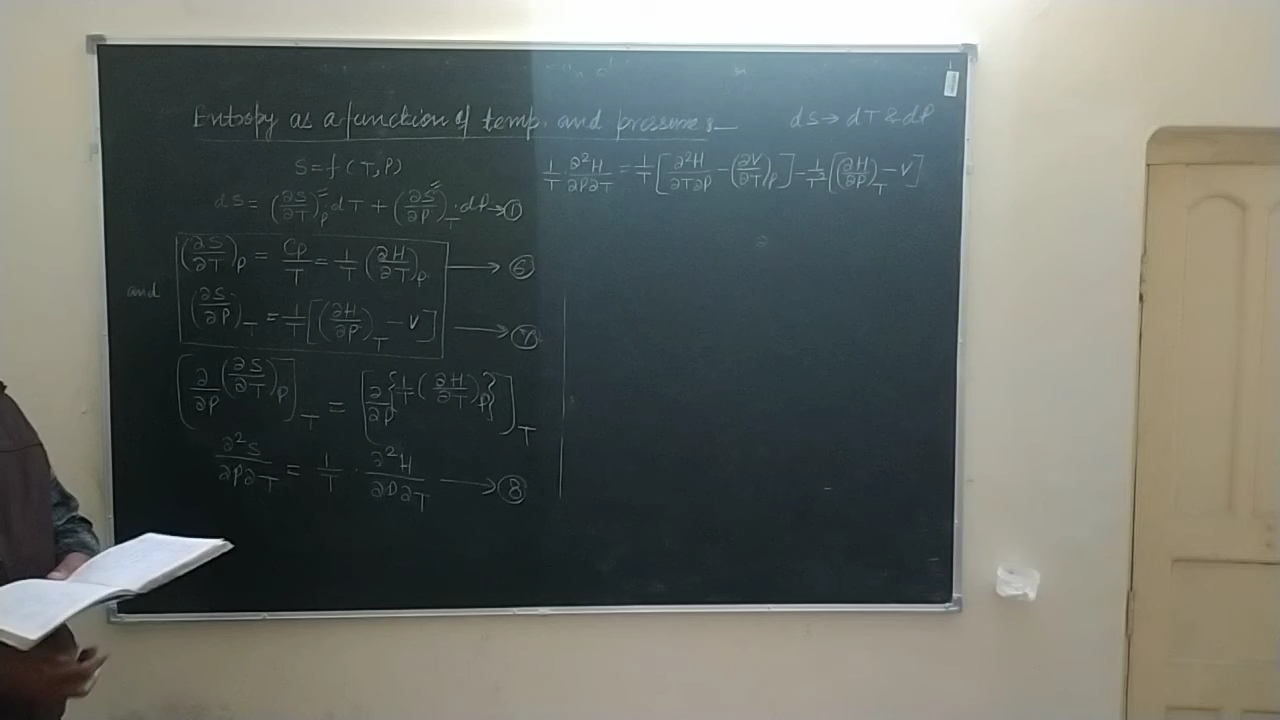 Entropy as a function of temp. and pressure :-
dS → dT & dP
S = f (T, P)
dS = (∂S/∂T)_P . dT + (∂S/∂P)_T . dP → ①
(∂S/∂T)_P = Cp/T = 1/T (∂H/∂T)_P → ⑥
and (∂S/∂P)_T = 1/T [(∂H/∂P)_T - V] → ⑦
[∂/∂P (∂S/∂T)_P]_T = [∂/∂P {1/T (∂H/∂T)_P}]_T
∂²S/∂P∂T = 1/T . ∂²H/∂P∂T → ⑧
1/T . ∂²H/∂P∂T = 1/T [∂²H/∂T∂P - (∂V/∂T)_P] - 1/T² [(∂H/∂P)_T - V]